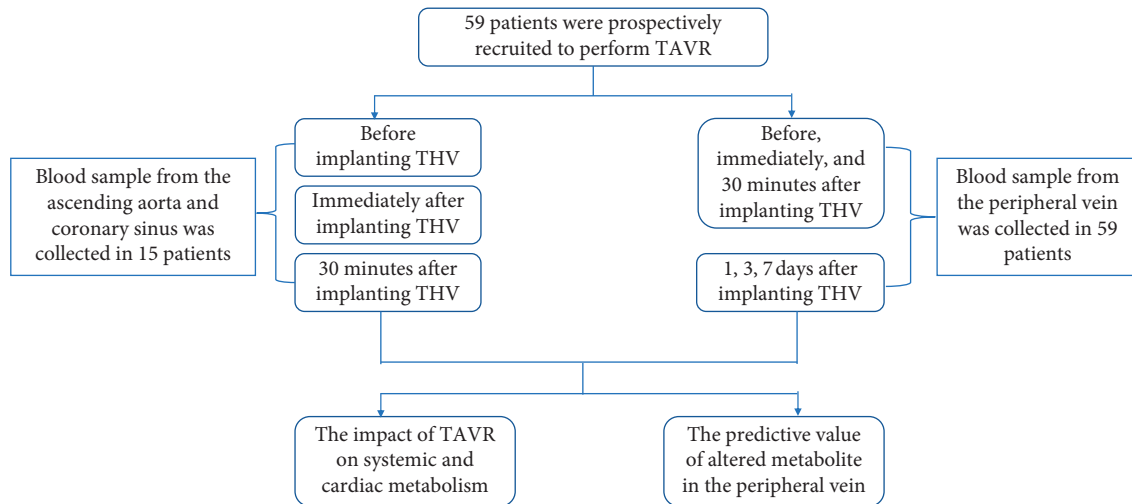 59 patients were prospectively
recruited to perform TAVR
Before
implanting THV
Immediately after
implanting THV
30 minutes after
implanting THV
Blood sample from the
ascending aorta and
coronary sinus was
collected in 15 patients
Before,
immediately, and
30 minutes after
implanting THV
1, 3, 7 days after
implanting THV
Blood sample from
the peripheral vein
was collected in 59
patients
The impact of TAVR
on systemic and
cardiac metabolism
The predictive value
of altered metabolite
in the peripheral vein